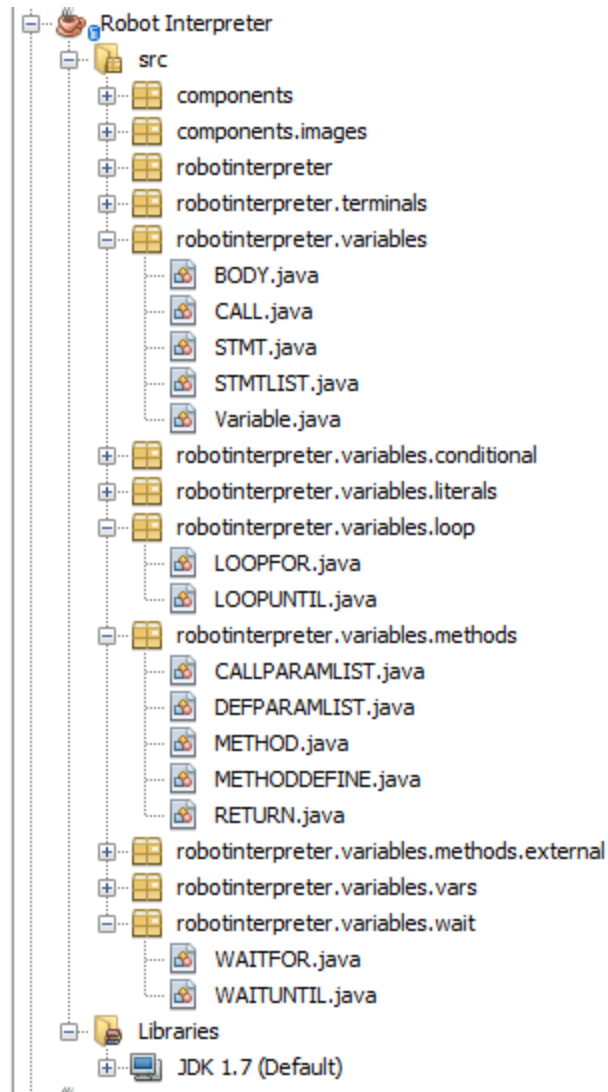 Robot Interpreter
src
components
components.images
robotinterpreter
robotinterpreter.terminals
robotinterpreter.variables
BODY.java
CALL.java
STMT.java
STMTLIST.java
Variable.java
robotinterpreter.variables.conditional
robotinterpreter.variables.literals
robotinterpreter.variables.loop
LOOPFOR.java
LOOPUNTIL.java
robotinterpreter.variables.methods
CALLPARAMLIST.java
DEFPARAMLIST.java
METHOD.java
METHODDEFINE.java
RETURN.java
robotinterpreter.variables.methods.external
robotinterpreter.variables.vars
robotinterpreter.variables.wait
WAITFOR.java
WAITUNTIL.java
Libraries
JDK 1.7 (Default)